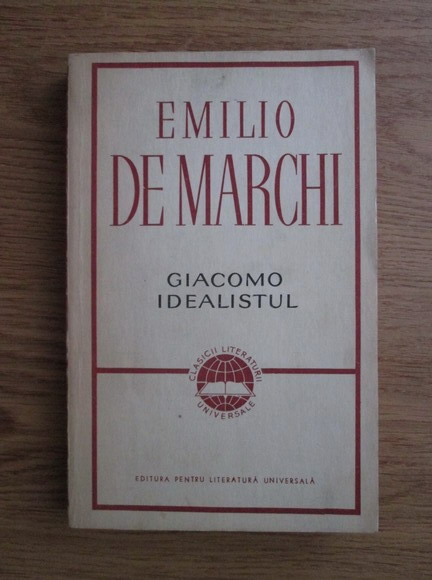 EMILIO
DE MARCHI
GIACOMO
IDEALISTUL
CLASICII LITERATURII
UNIVERSALE
EDITURA PENTRU LITERATURĂ UNIVERSALĂ